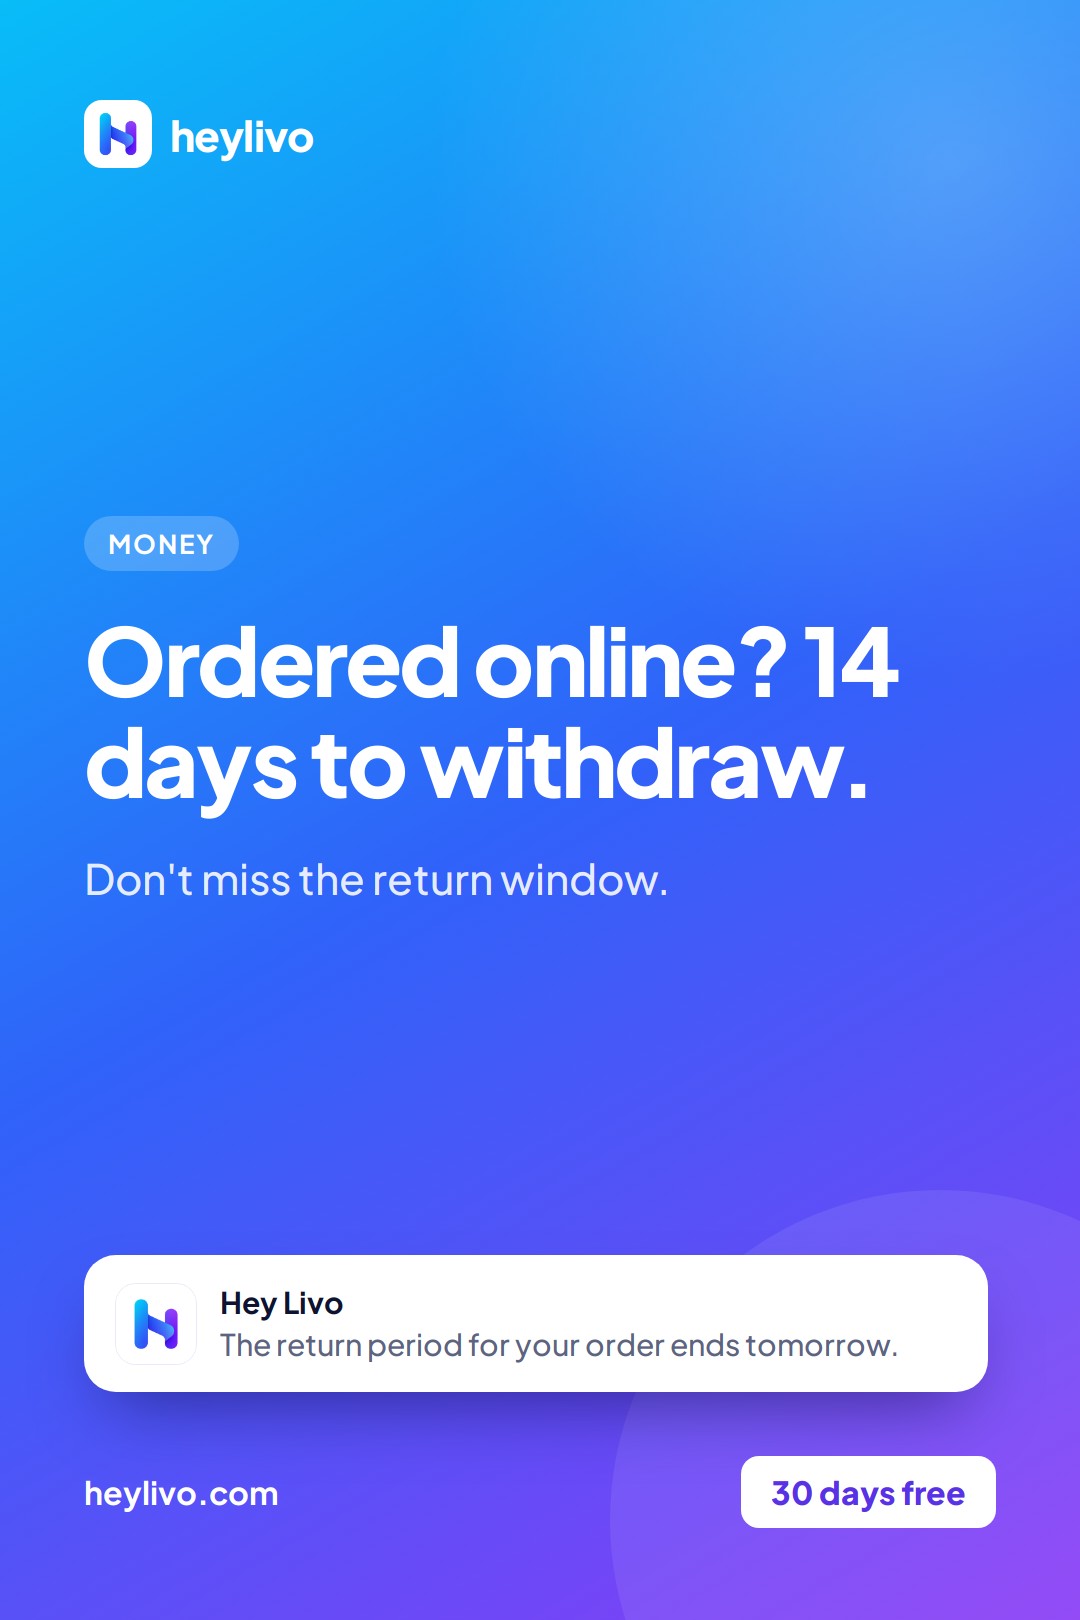 heylivo
MONEY
Ordered online? 14
days to withdraw.
Don't miss the return window.
Hey Livo
The return period for your order ends tomorrow.
heylivo.com
30 days free